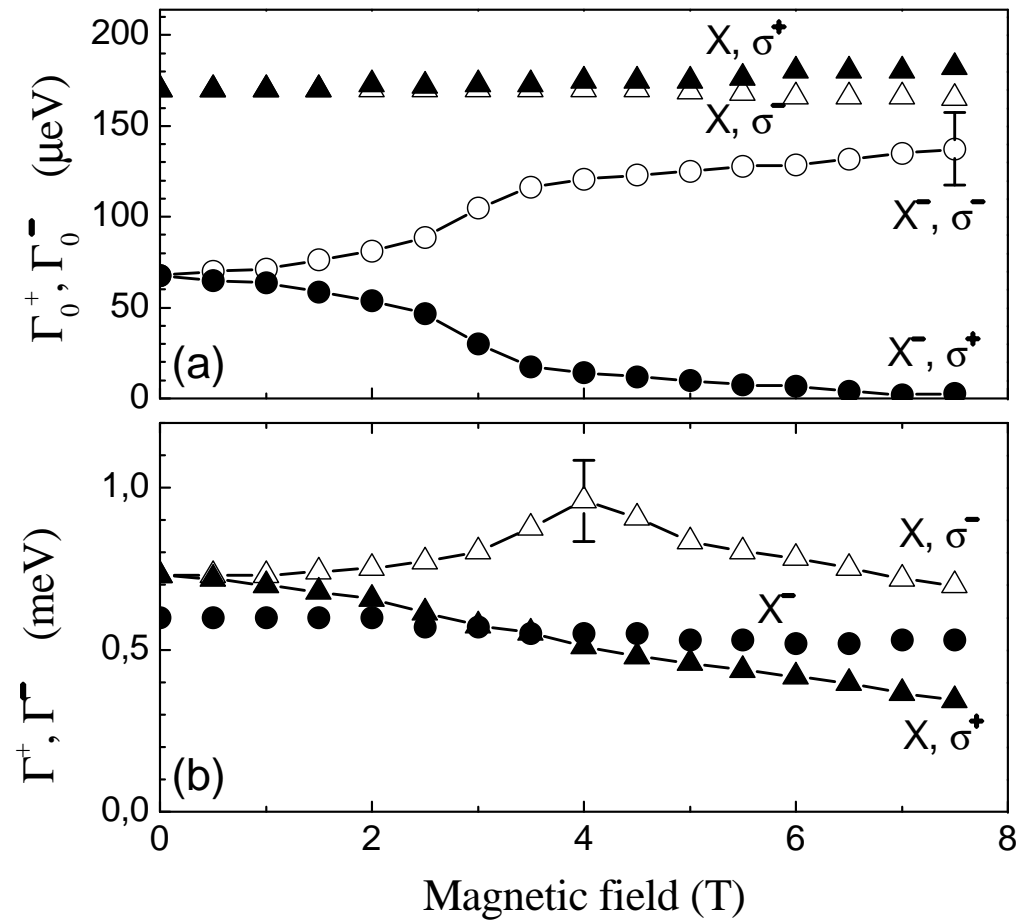 200
150
100
50
0
Γ₀⁺, Γ₀⁻ (μeV)
X, σ⁺
X, σ⁻
X⁻, σ⁻
X⁻, σ⁺
(a)
1,0
0,5
0,0
Γ⁺, Γ⁻ (meV)
X, σ⁻
X⁻
X, σ⁺
(b)
0 2 4 6 8
Magnetic field (T)